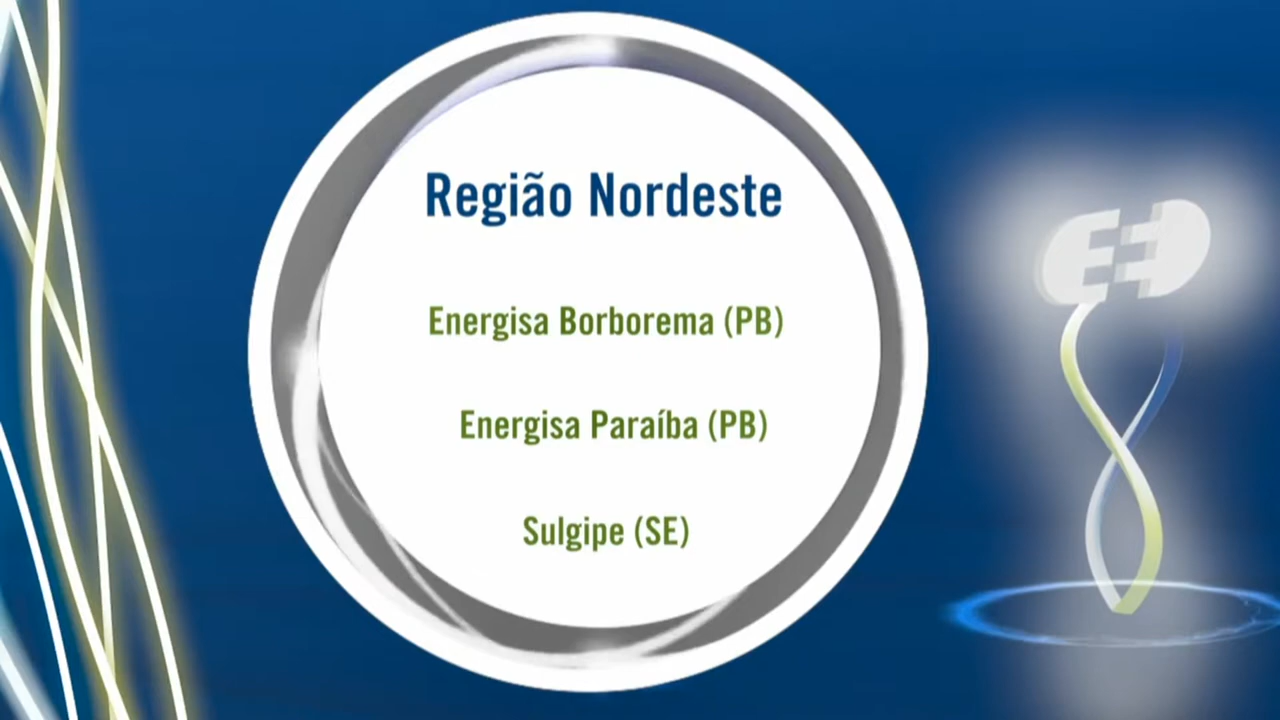 Região Nordeste
Energisa Borborema (PB)
Energisa Paraíba (PB)
Sulgipe (SE)